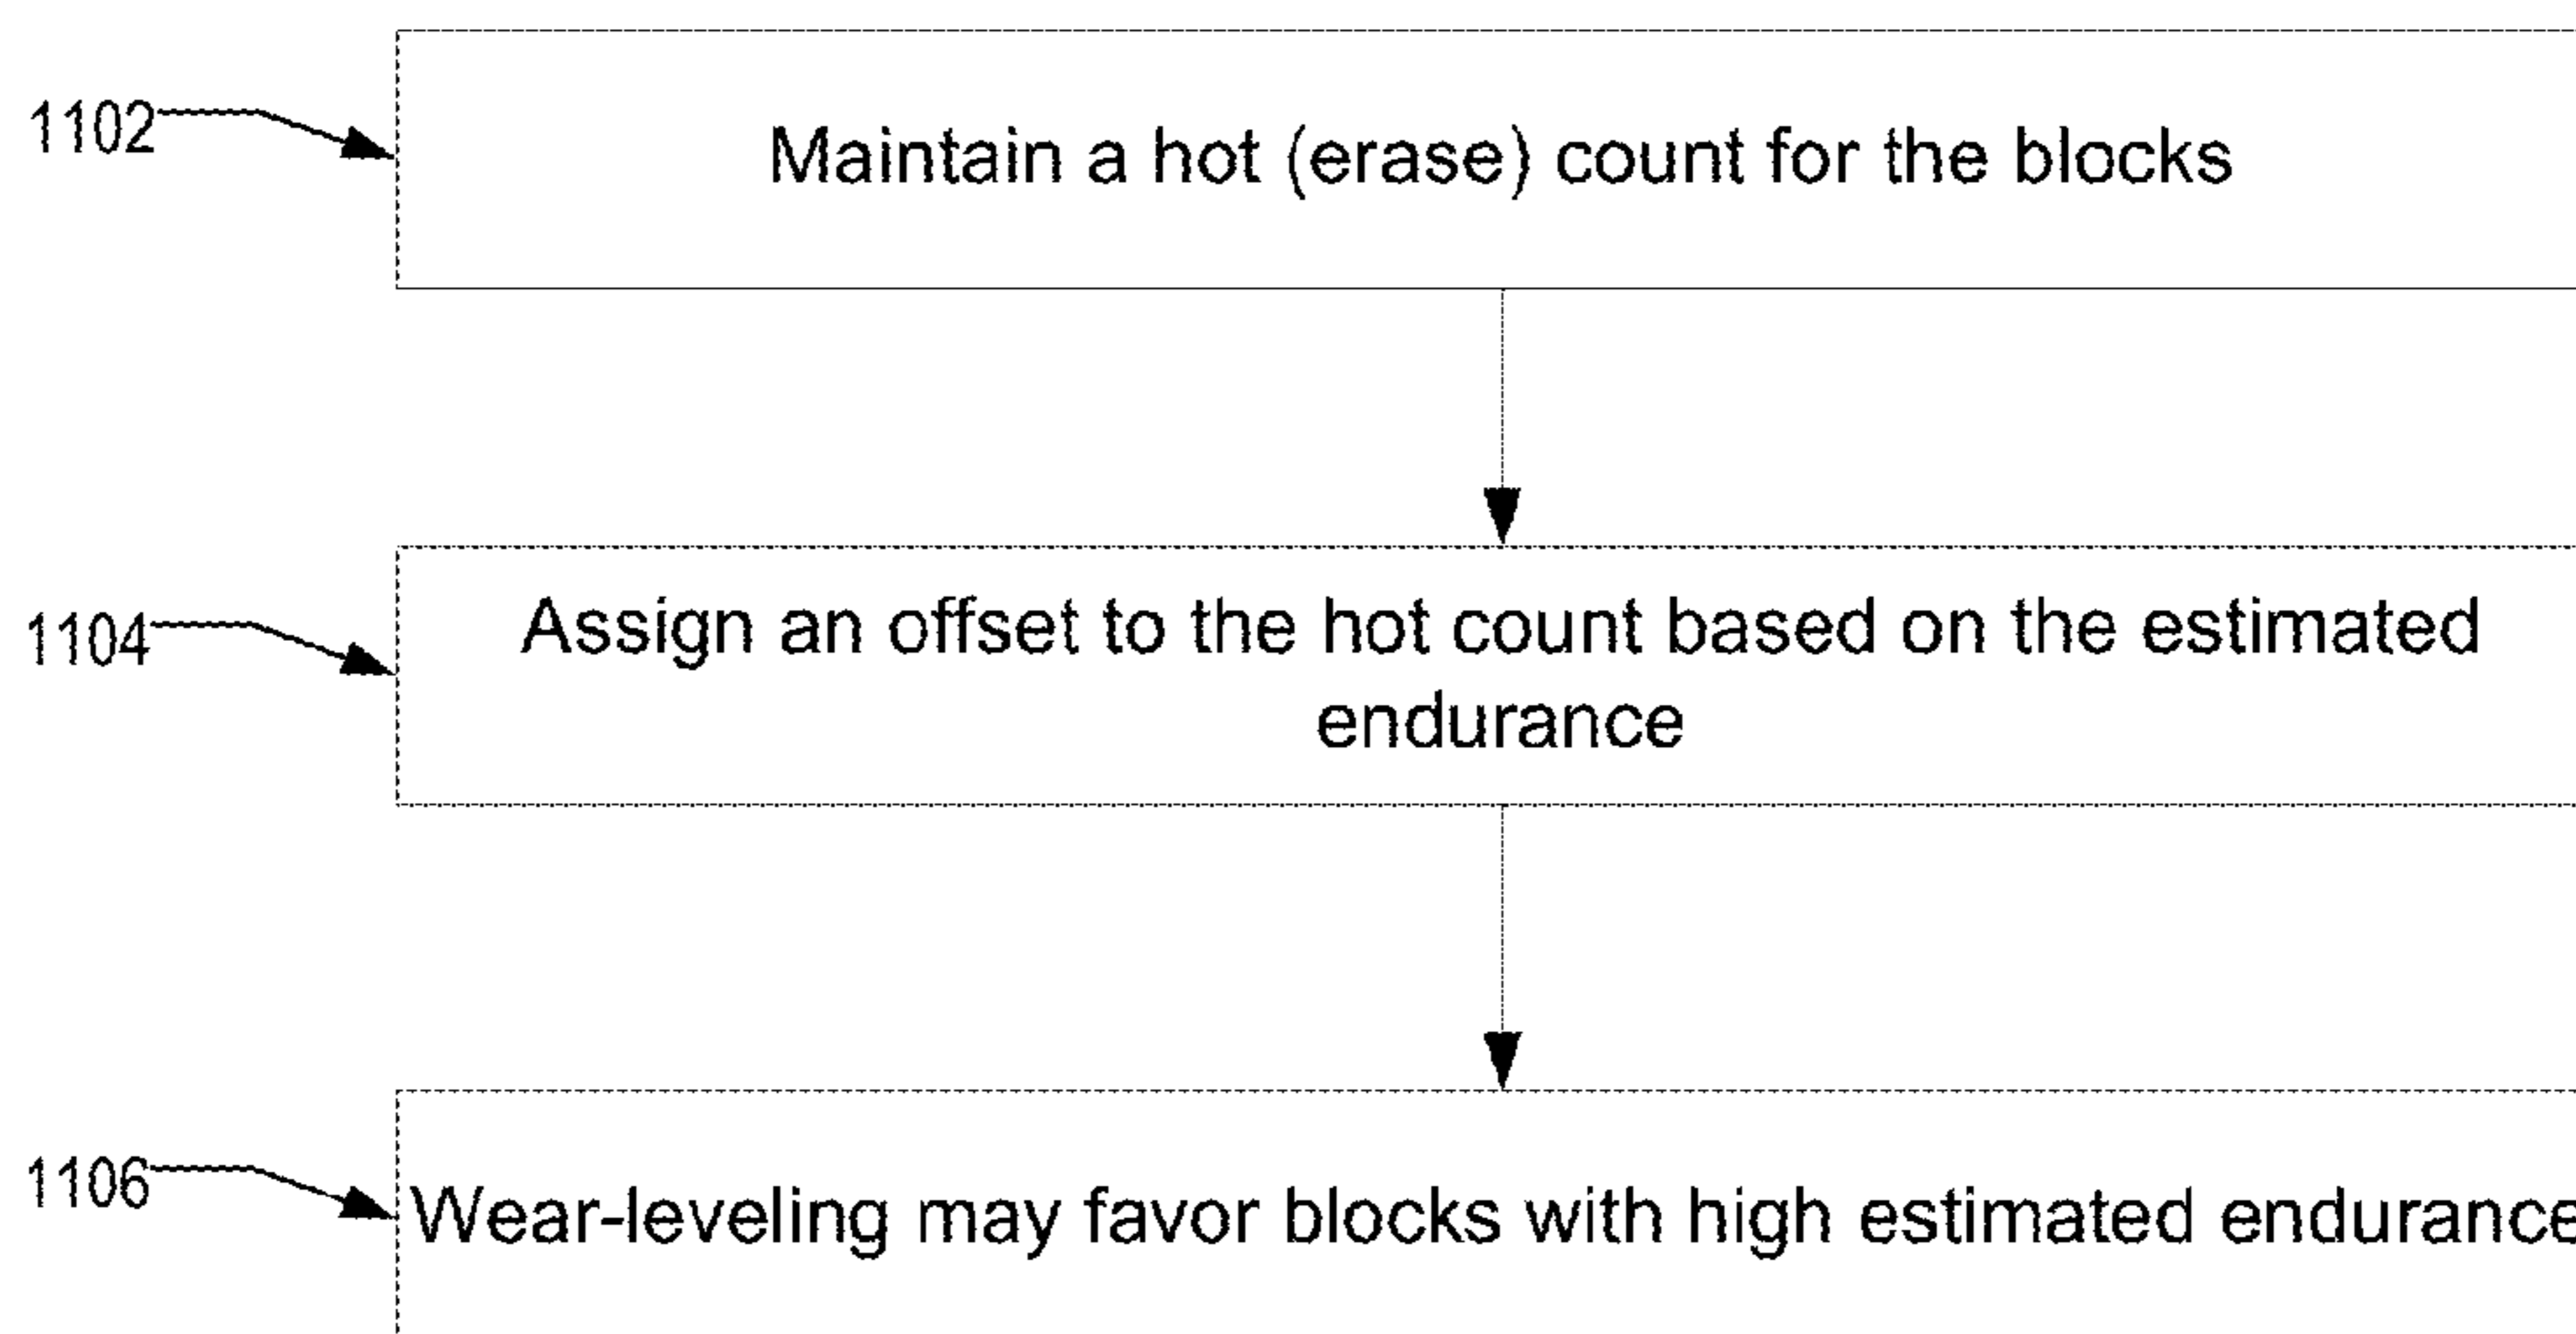 1102
Maintain a hot (erase) count for the blocks
1104
Assign an offset to the hot count based on the estimated
endurance
1106
Wear-leveling may favor blocks with high estimated endurance